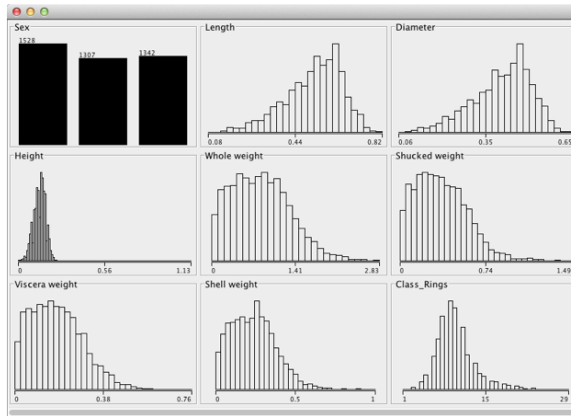 Sex
1528
1307
1342
Length
0.08 0.44 0.82
Diameter
0.06 0.35 0.65
Height
0 0.56 1.13
Whole weight
0 1.41 2.83
Shucked weight
0 0.74 1.49
Viscera weight
0 0.38 0.76
Shell weight
0 0.5 1
Class_Rings
1 15 29